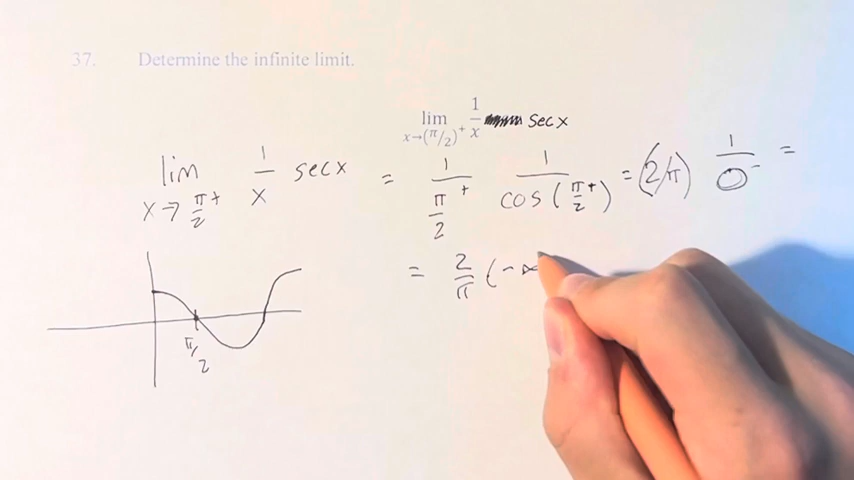 37. Determine the infinite limit.
lim x→(π/2)⁺ 1/x sec x
lim x→π/2⁺ 1/x sec x = 1/(π/2⁺) 1/cos(π/2⁺) = (2/π) 1/0⁻ =
= 2/π (-∞
π/2